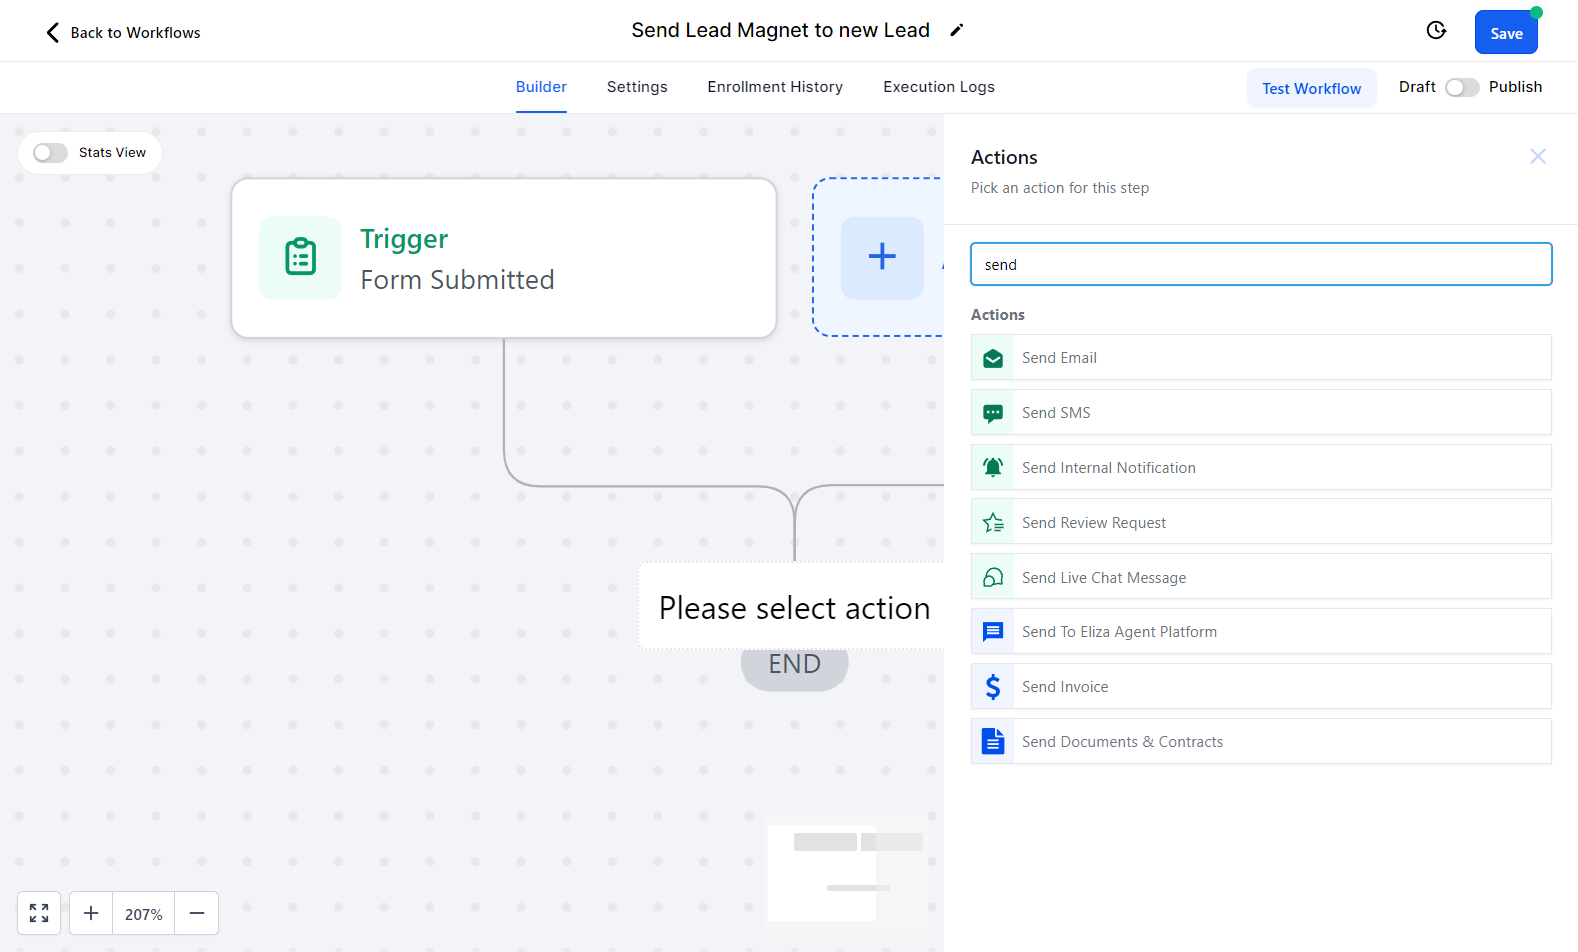 Back to Workflows
Send Lead Magnet to new Lead
Save
Builder
Settings
Enrollment History
Execution Logs
Test Workflow
Draft
Publish
Stats View
Trigger
Form Submitted
Please select action
END
207%
Actions
Pick an action for this step
send
Actions
Send Email
Send SMS
Send Internal Notification
Send Review Request
Send Live Chat Message
Send To Eliza Agent Platform
Send Invoice
Send Documents & Contracts